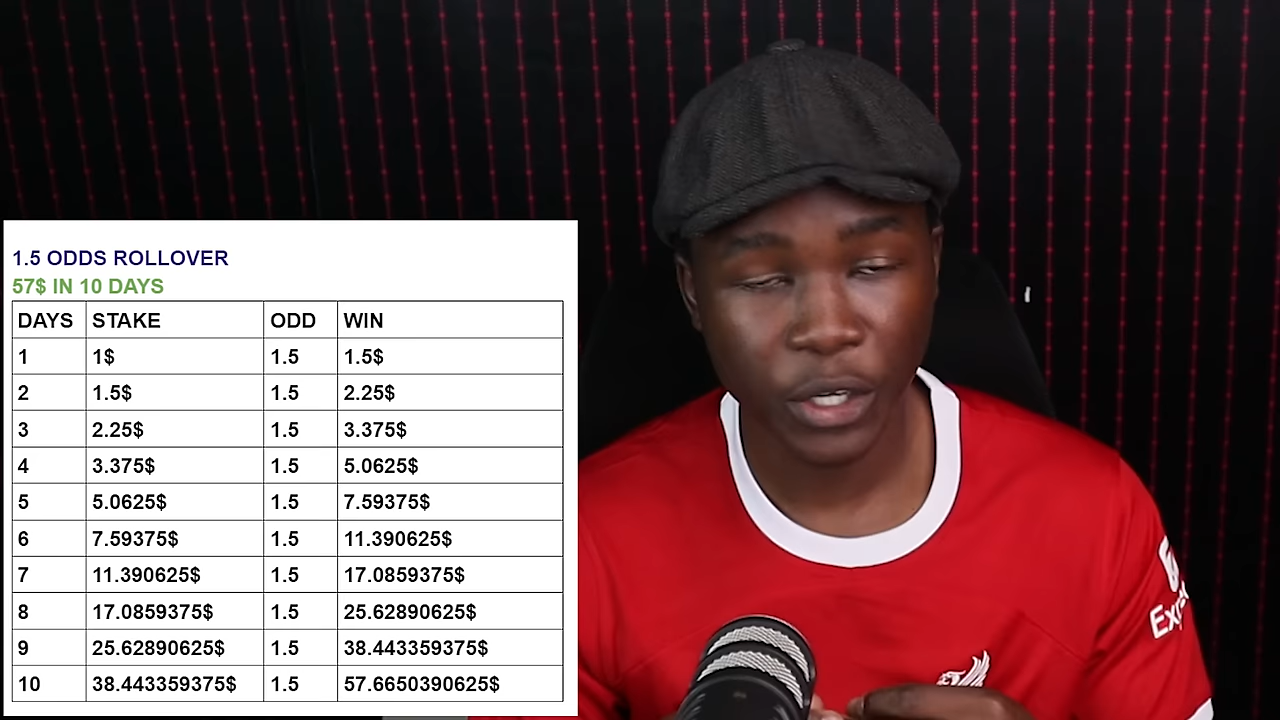 1.5 ODDS ROLLOVER
57$ IN 10 DAYS
DAYS STAKE ODD WIN
1 1$ 1.5 1.5$
2 1.5$ 1.5 2.25$
3 2.25$ 1.5 3.375$
4 3.375$ 1.5 5.0625$
5 5.0625$ 1.5 7.59375$
6 7.59375$ 1.5 11.390625$
7 11.390625$ 1.5 17.0859375$
8 17.0859375$ 1.5 25.62890625$
9 25.62890625$ 1.5 38.443359375$
10 38.443359375$ 1.5 57.6650390625$